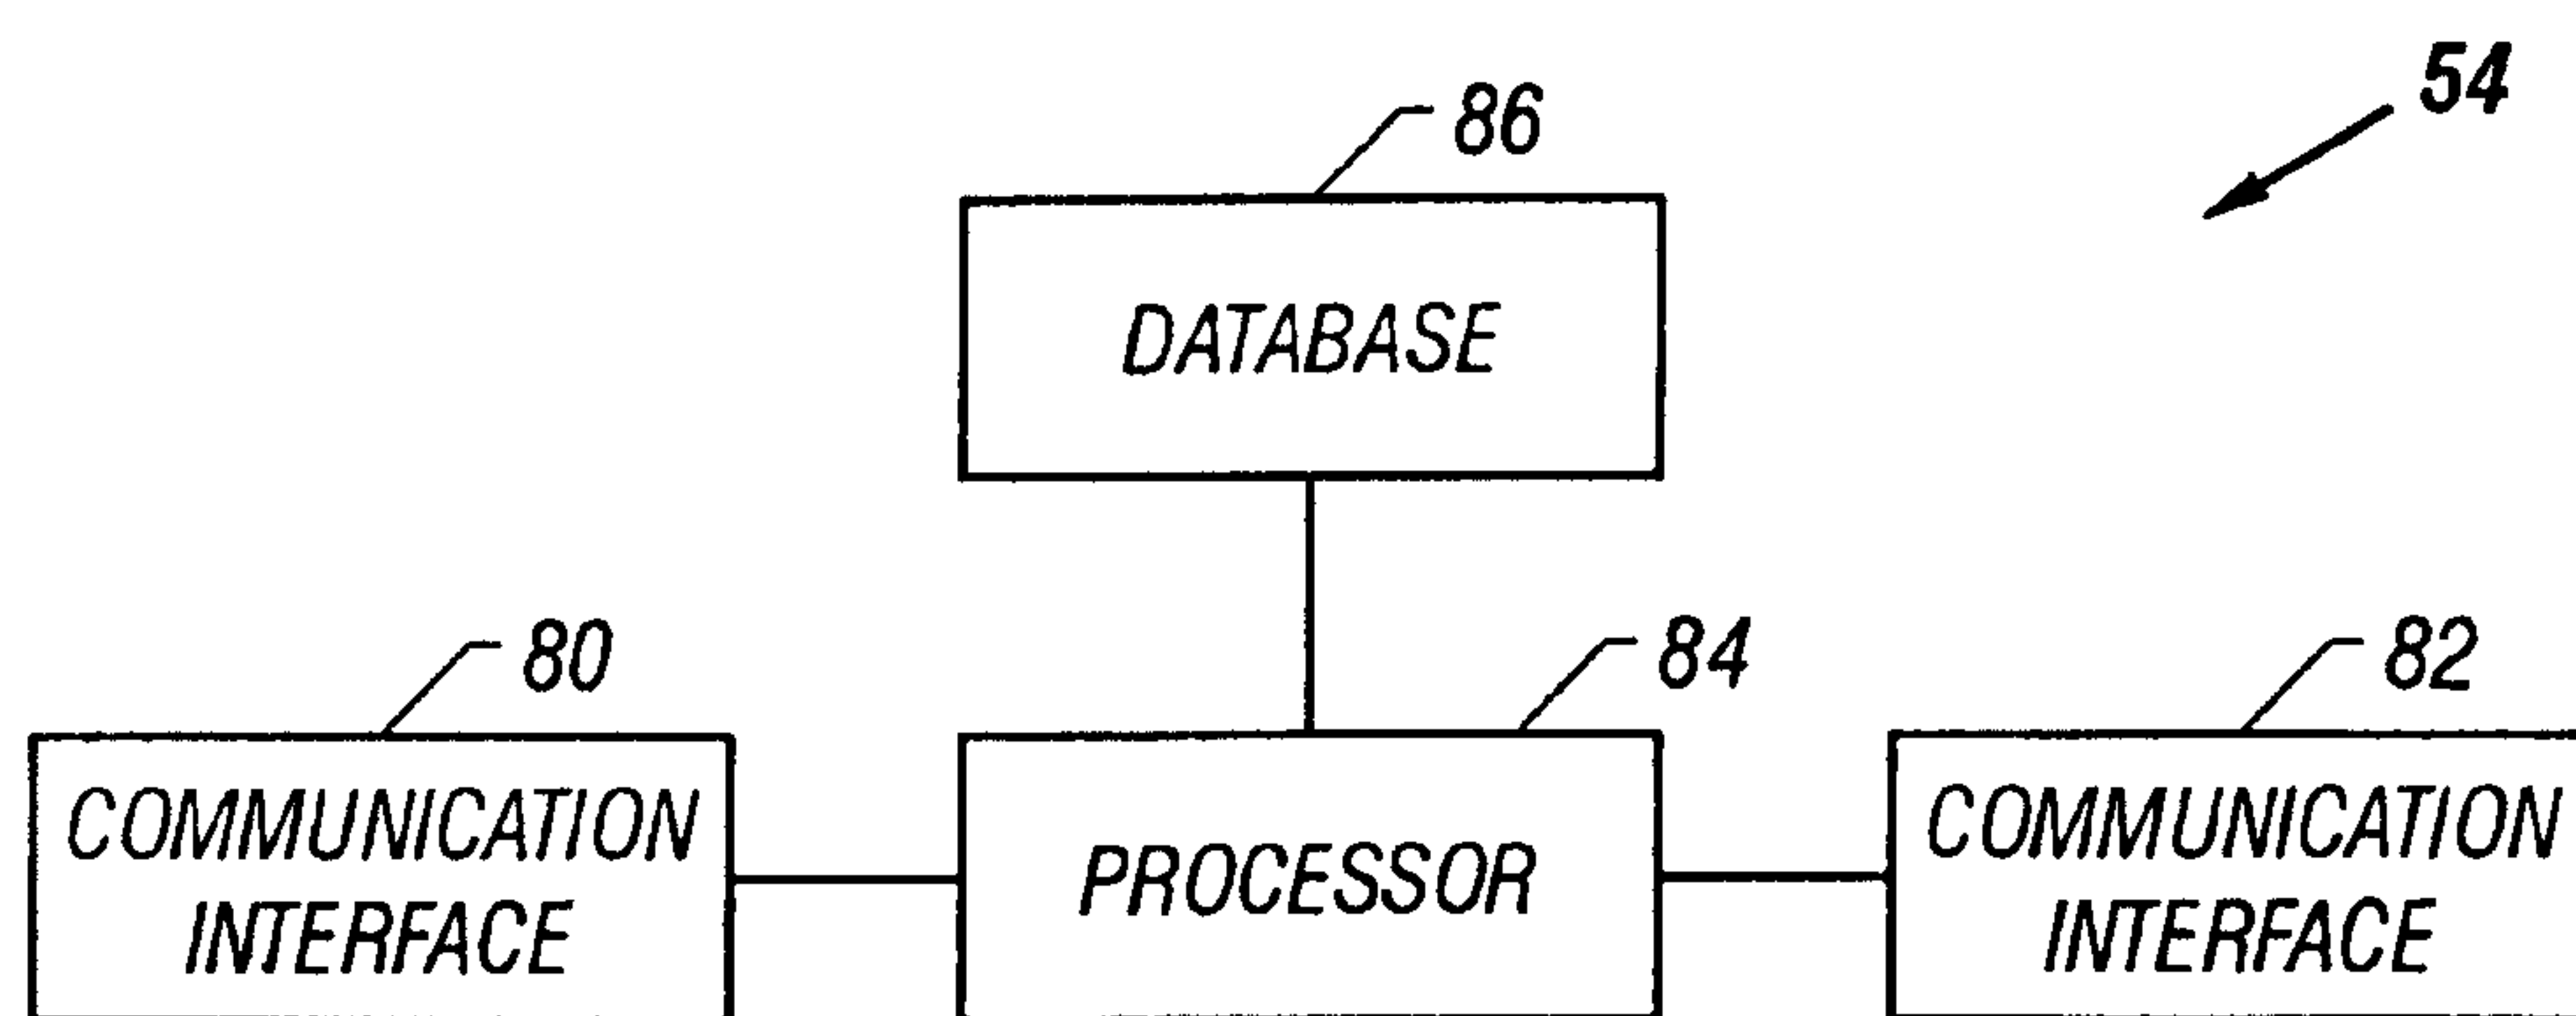 54
86
DATABASE
80
84
82
COMMUNICATION
INTERFACE
PROCESSOR
COMMUNICATION
INTERFACE